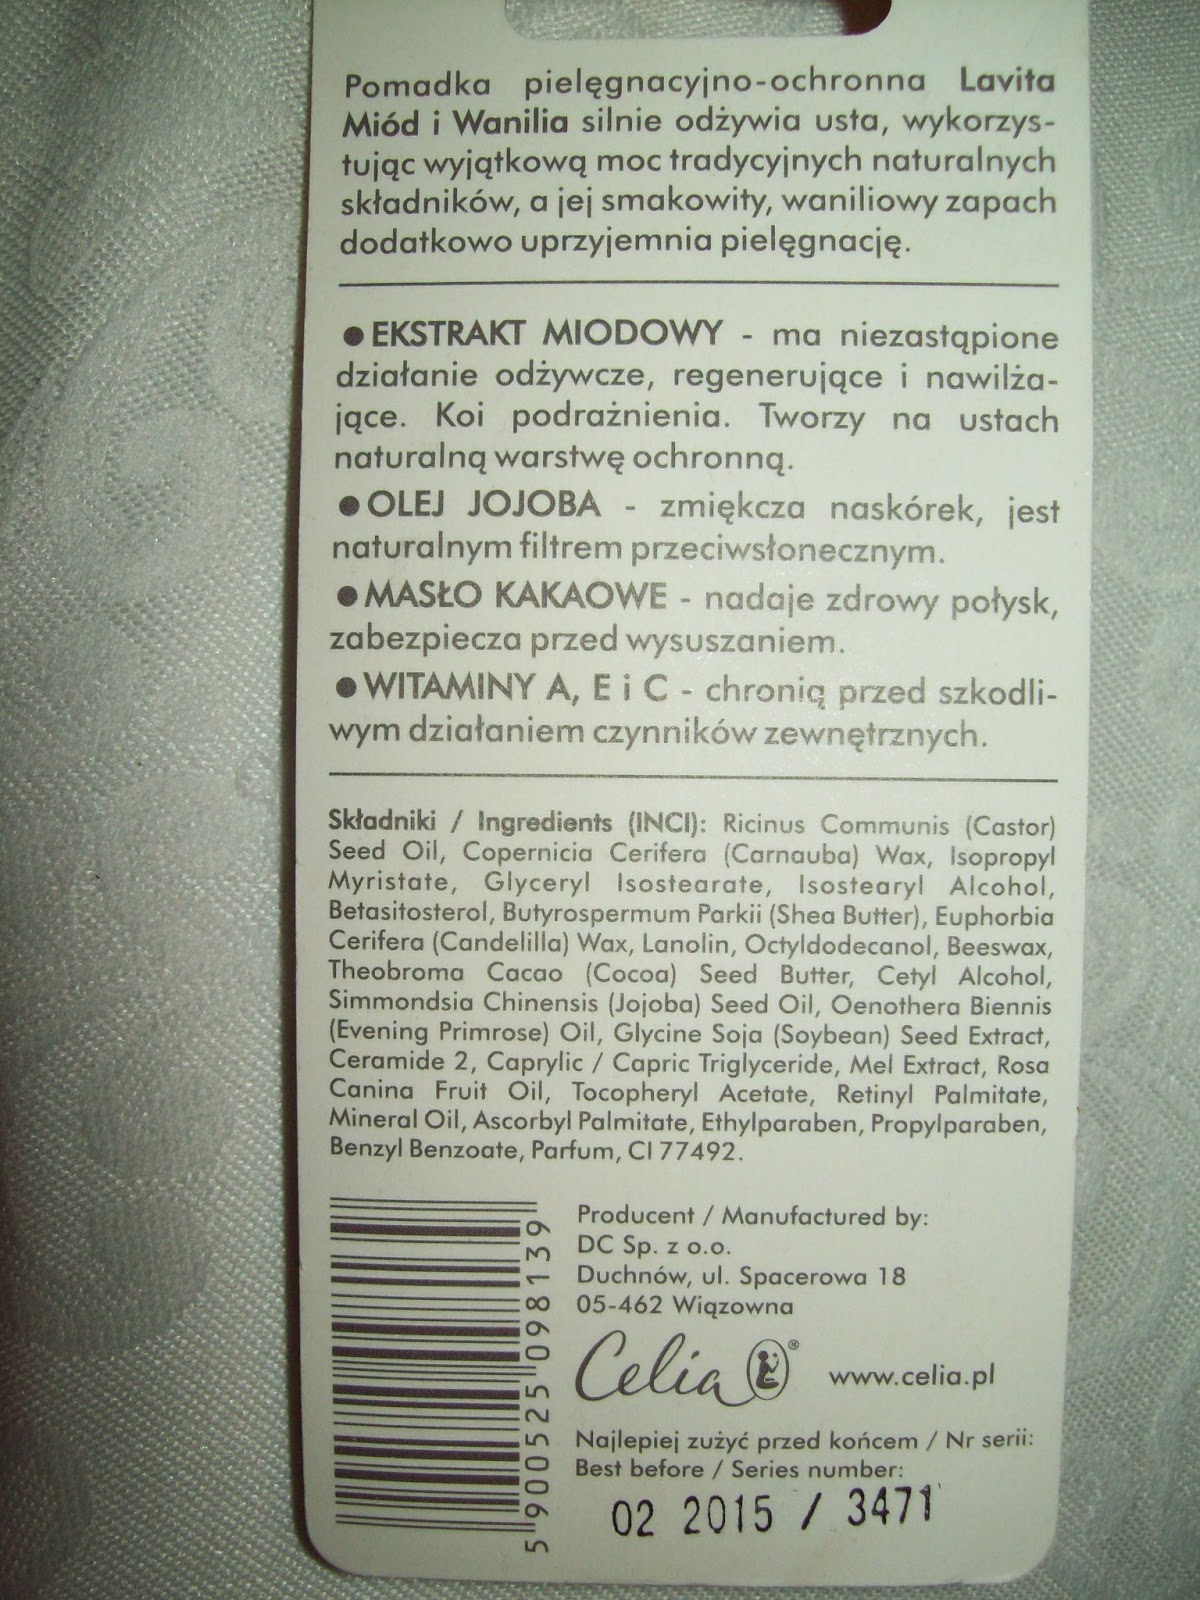 Pomadka pielęgnacyjno-ochronna Lavita
Miód i Wanilia silnie odżywia usta, wykorzys-
tując wyjątkową moc tradycyjnych naturalnych
składników, a jej smakowity, waniliowy zapach
dodatkowo uprzyjemnia pielęgnację.
● EKSTRAKT MIODOWY - ma niezastąpione
działanie odżywcze, regenerujące i nawilża-
jące. Koi podrażnienia. Tworzy na ustach
naturalną warstwę ochronną.
● OLEJ JOJOBA - zmiękcza naskórek, jest
naturalnym filtrem przeciwsłonecznym.
● MASŁO KAKAOWE - nadaje zdrowy połysk,
zabezpiecza przed wysuszaniem.
● WITAMINY A, E i C - chronią przed szkodli-
wym działaniem czynników zewnętrznych.
Składniki / Ingredients (INCI): Ricinus Communis (Castor)
Seed Oil, Copernicia Cerifera (Carnauba) Wax, Isopropyl
Myristate, Glyceryl Isostearate, Isostearyl Alcohol,
Betasitosterol, Butyrospermum Parkii (Shea Butter), Euphorbia
Cerifera (Candelilla) Wax, Lanolin, Octyldodecanol, Beeswax,
Theobroma Cacao (Cocoa) Seed Butter, Cetyl Alcohol,
Simmondsia Chinensis (Jojoba) Seed Oil, Oenothera Biennis
(Evening Primrose) Oil, Glycine Soja (Soybean) Seed Extract,
Ceramide 2, Caprylic / Capric Triglyceride, Mel Extract, Rosa
Canina Fruit Oil, Tocopheryl Acetate, Retinyl Palmitate,
Mineral Oil, Ascorbyl Palmitate, Ethylparaben, Propylparaben,
Benzyl Benzoate, Parfum, CI 77492.
5 900525 098139
Producent / Manufactured by:
DC Sp. z o.o.
Duchnów, ul. Spacerowa 18
05-462 Wiązowna
Celia ® www.celia.pl
Najlepiej zużyć przed końcem / Nr serii:
Best before / Series number:
02 2015 / 3471